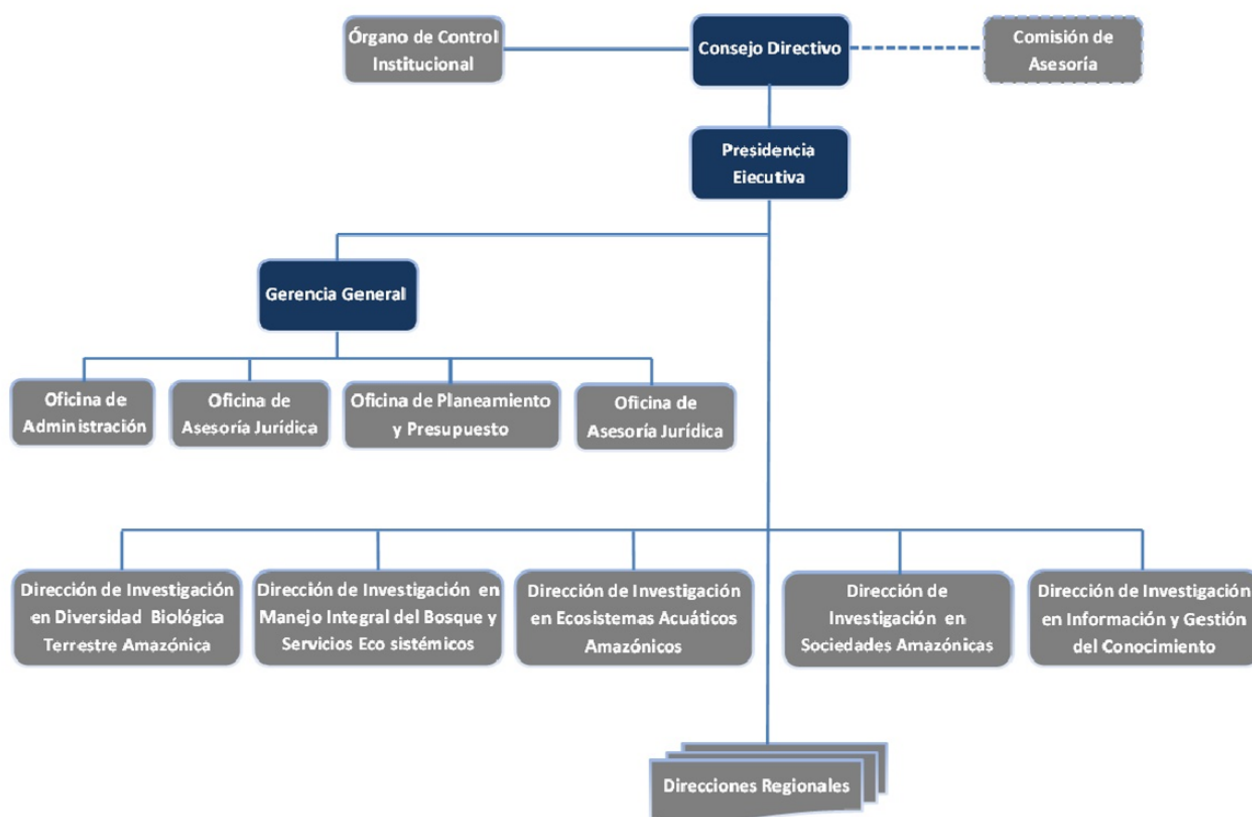 Órgano de Control
Institucional
Consejo Directivo
Comisión de
Asesoría
Presidencia
Eiecutiva
Gerencia General
Oficina de
Administración
Oficina de
Asesoría Jurídica
Oficina de Planeamiento
y Presupuesto
Oficina de
Asesoría Jurídica
Dirección de Investigación
en Diversidad Biológica
Terrestre Amazónica
Dirección de Investigación en
Manejo Integral del Bosque y
Servicios Eco sistémicos
Dirección de Investigación
en Ecosistemas Acuáticos
Amazónicos
Dirección de
Investigación en
Sociedades Amazónicas
Dirección de Investigación
en Información y Gestión
del Conocimiento
Direcciones Regionales